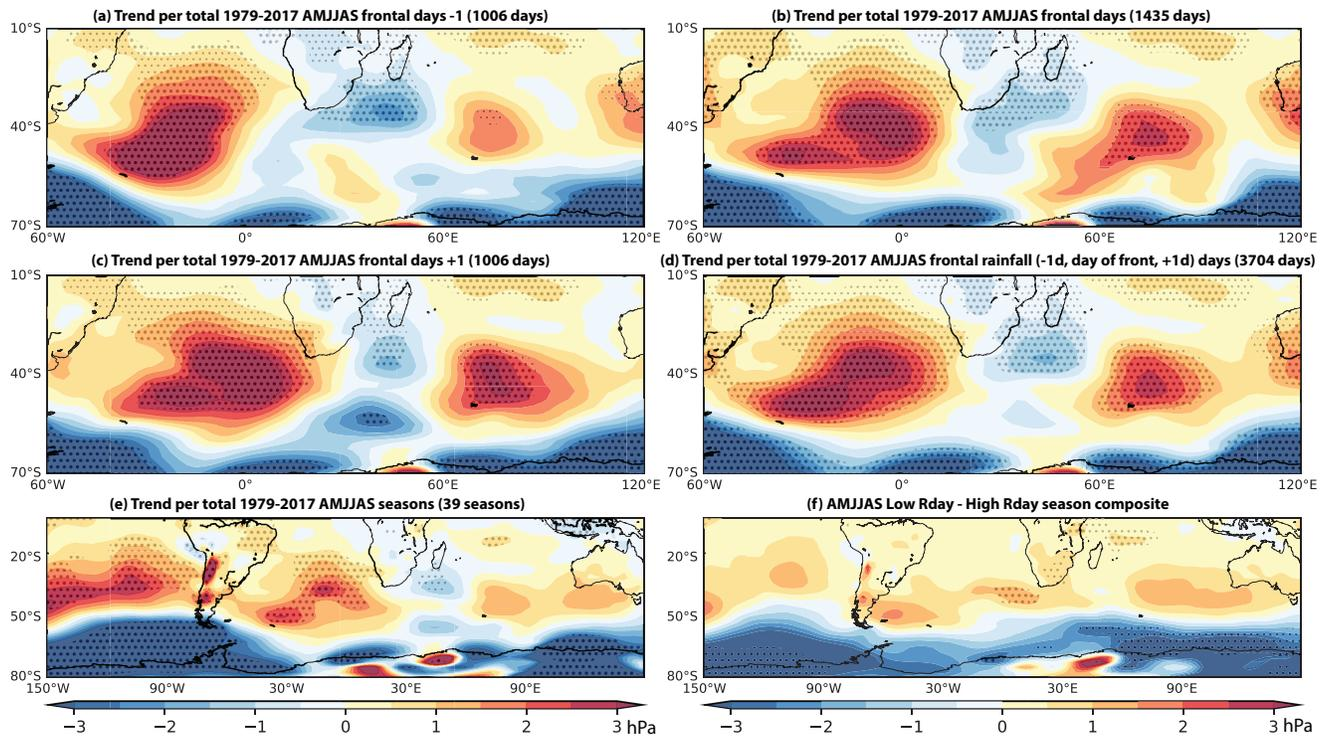 (a) Trend per total 1979-2017 AMJJAS frontal days -1 (1006 days)
(b) Trend per total 1979-2017 AMJJAS frontal days (1435 days)
10°S
40°S
70°S
60°W 0° 60°E 120°E
10°S
40°S
70°S
60°W 0° 60°E 120°E
(c) Trend per total 1979-2017 AMJJAS frontal days +1 (1006 days)
(d) Trend per total 1979-2017 AMJJAS frontal rainfall (-1d, day of front, +1d) days (3704 days)
10°S
40°S
70°S
60°W 0° 60°E 120°E
10°S
40°S
70°S
60°W 0° 60°E 120°E
(e) Trend per total 1979-2017 AMJJAS seasons (39 seasons)
(f) AMJJAS Low Rday - High Rday season composite
20°S
50°S
80°S
150°W 90°W 30°W 30°E 90°E
20°S
50°S
80°S
150°W 90°W 30°W 30°E 90°E
−3 −2 −1 0 1 2 3 hPa
−3 −2 −1 0 1 2 3 hPa